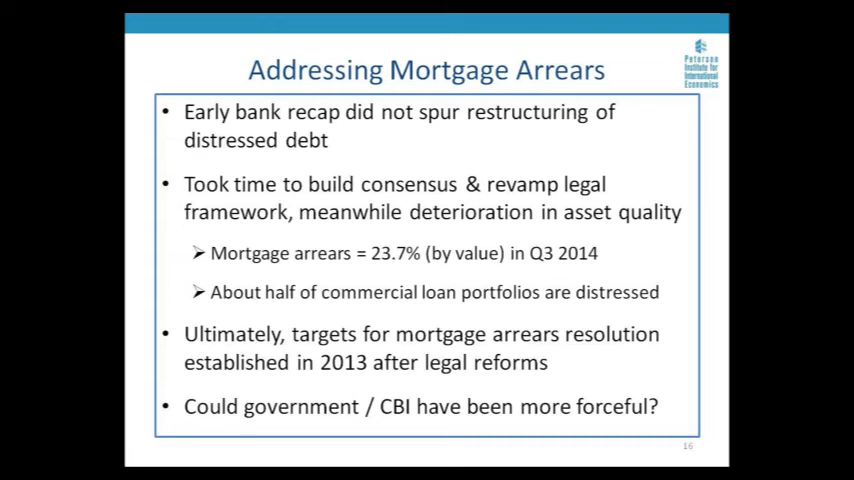 Addressing Mortgage Arrears
Peterson
Institute for
International
Economics
• Early bank recap did not spur restructuring of
distressed debt
• Took time to build consensus & revamp legal
framework, meanwhile deterioration in asset quality
➢ Mortgage arrears = 23.7% (by value) in Q3 2014
➢ About half of commercial loan portfolios are distressed
• Ultimately, targets for mortgage arrears resolution
established in 2013 after legal reforms
• Could government / CBI have been more forceful?
16